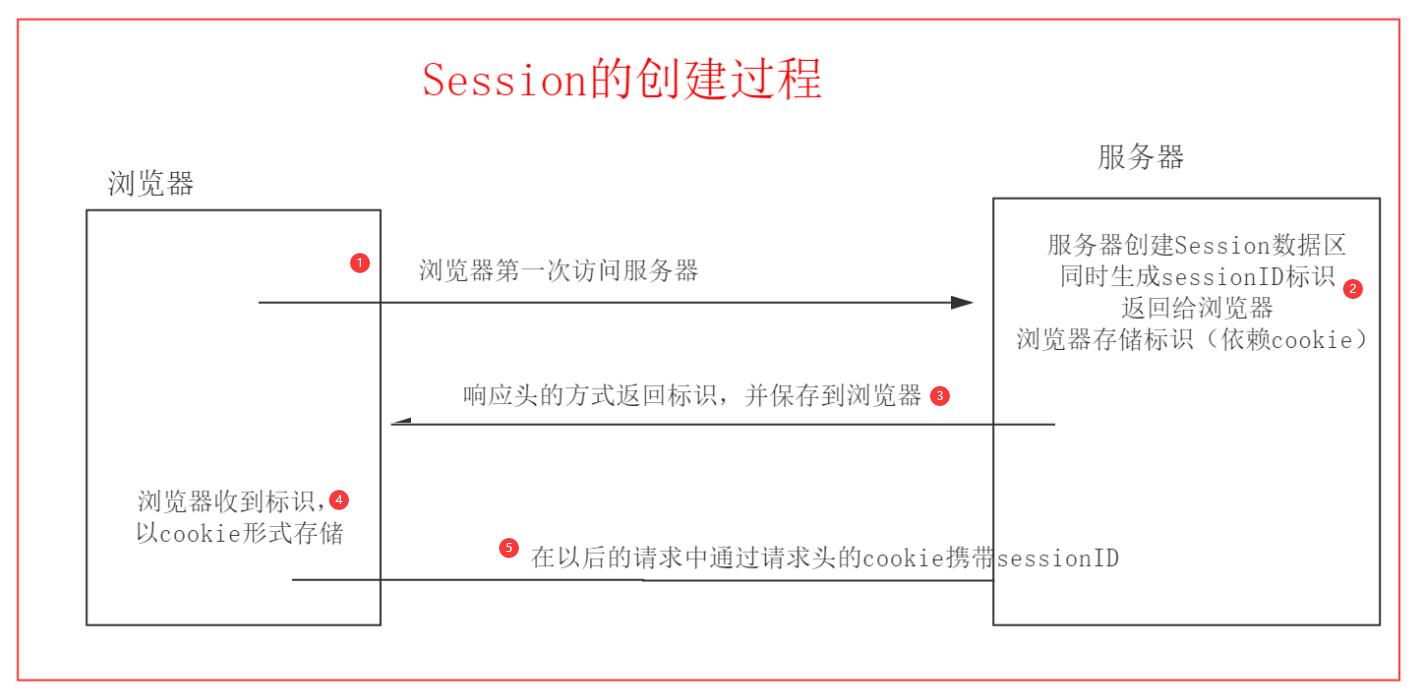 Session的创建过程
浏览器
服务器
1
浏览器第一次访问服务器
服务器创建Session数据区
同时生成sessionID标识
2
返回给浏览器
浏览器存储标识（依赖cookie）
响应头的方式返回标识，并保存到浏览器
3
浏览器收到标识，
4
以cookie形式存储
5
在以后的请求中通过请求头的cookie携带sessionID